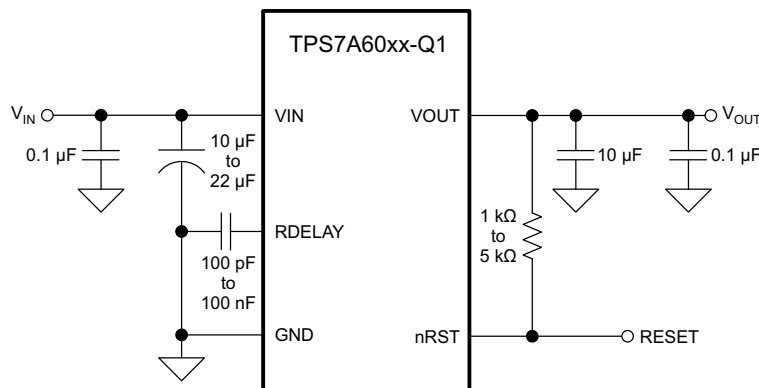 TPS7A60xx-Q1
VIN
VIN
VOUT
VOUT
0.1 µF
10 µF
to
22 µF
10 µF
0.1 µF
RDELAY
100 pF
to
100 nF
1 kΩ
to
5 kΩ
GND
nRST
RESET